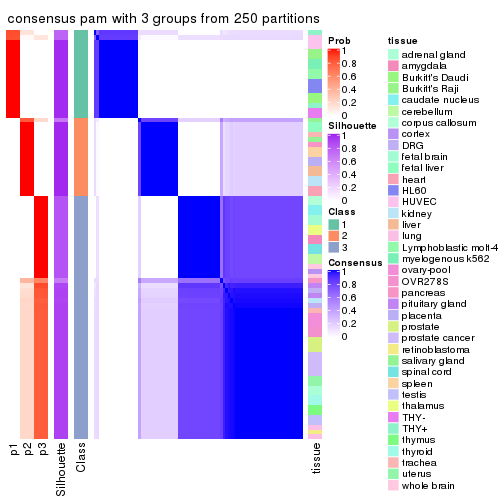 consensus pam with 3 groups from 250 partitions
Prob
1
0.8
0.6
0.4
0.2
0
Silhouette
1
0.8
0.6
0.4
0.2
0
Class
1
2
3
Consensus
1
0.8
0.6
0.4
0.2
0
tissue
adrenal gland
amygdala
Burkitt's Daudi
Burkitt's Raji
caudate nucleus
cerebellum
corpus callosum
cortex
DRG
fetal brain
fetal liver
heart
HL60
HUVEC
kidney
liver
lung
Lymphoblastic molt-4
myelogenous k562
ovary-pool
OVR278S
pancreas
pituitary gland
placenta
prostate
prostate cancer
retinoblastoma
salivary gland
spinal cord
spleen
testis
thalamus
THY-
THY+
thymus
thyroid
trachea
uterus
whole brain
p1
p2
p3
Silhouette
Class
tissue